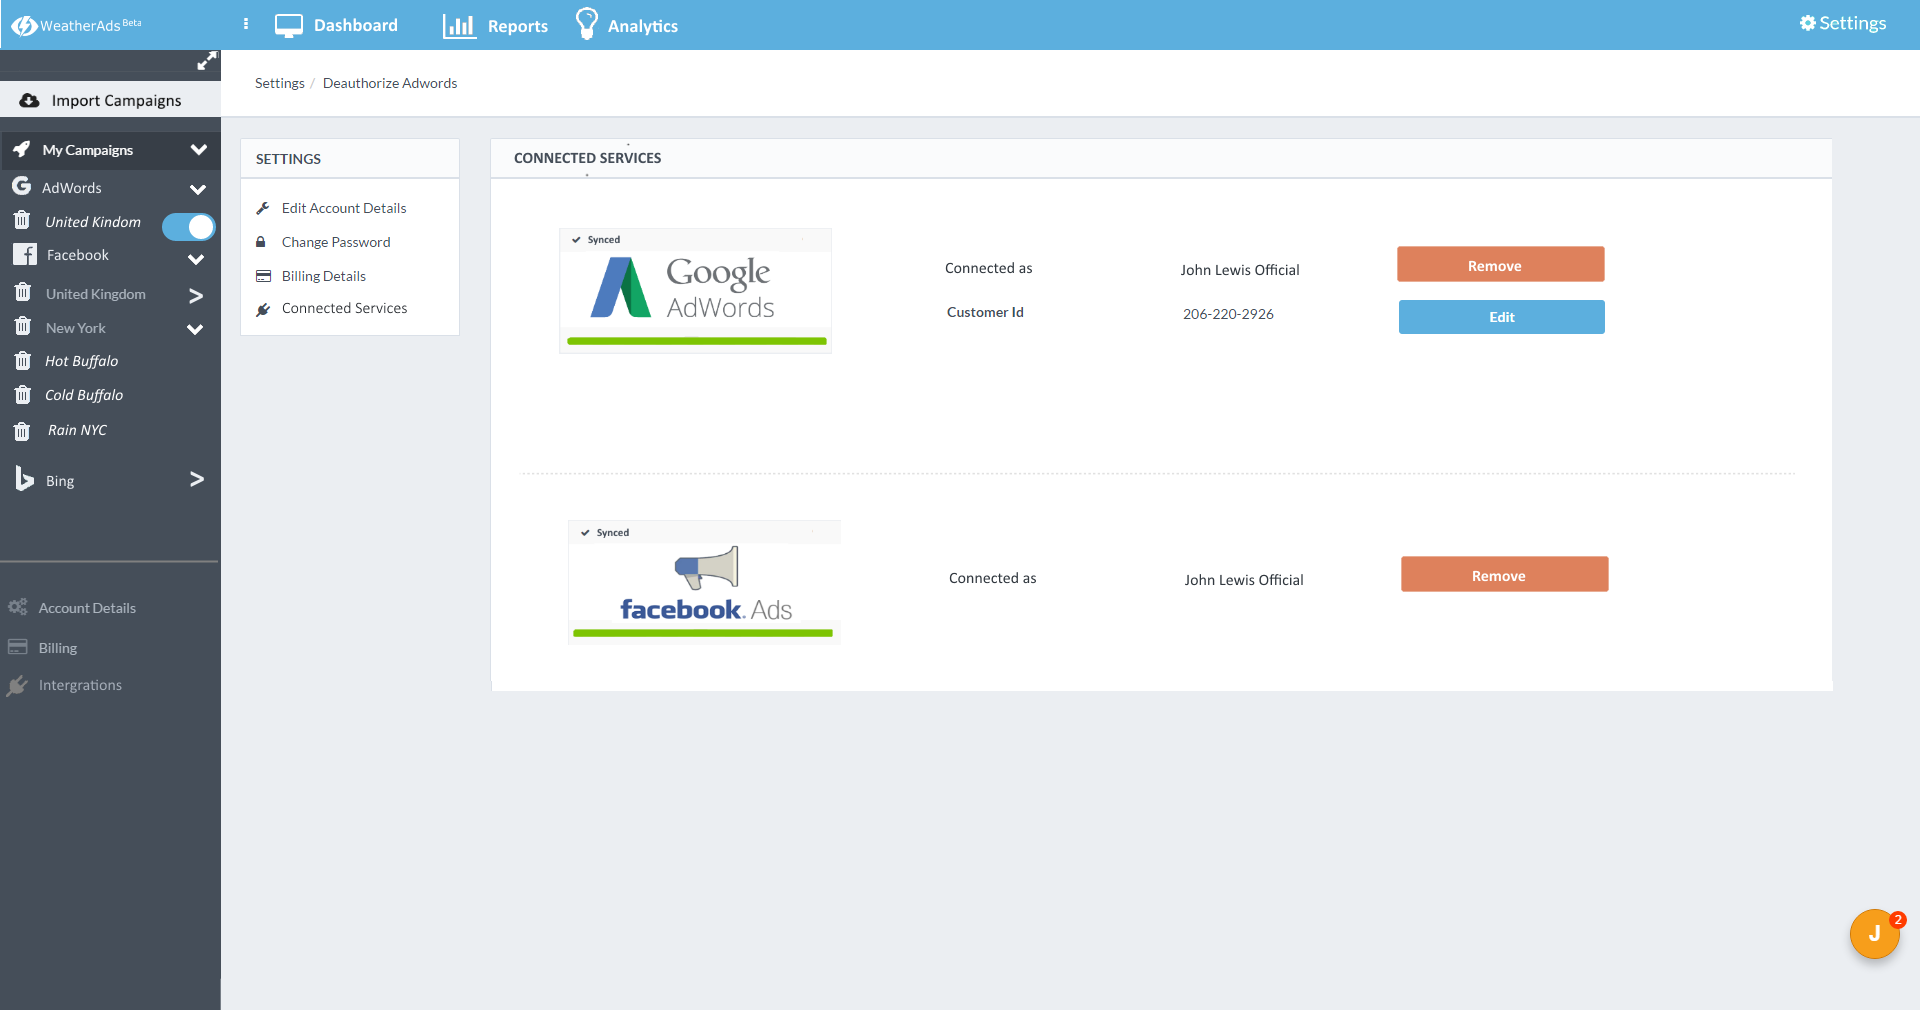 WeatherAds Beta
Dashboard
Reports
Analytics
Settings
Import Campaigns
My Campaigns
AdWords
United Kindom
Facebook
United Kingdom
New York
Hot Buffalo
Cold Buffalo
Rain NYC
Bing
Account Details
Billing
Intergrations
Settings / Deauthorize Adwords
SETTINGS
Edit Account Details
Change Password
Billing Details
Connected Services
CONNECTED SERVICES
Synced
Google
AdWords
Connected as
John Lewis Official
Remove
Customer Id
206-220-2926
Edit
Synced
facebook. Ads
Connected as
John Lewis Official
Remove
J
2